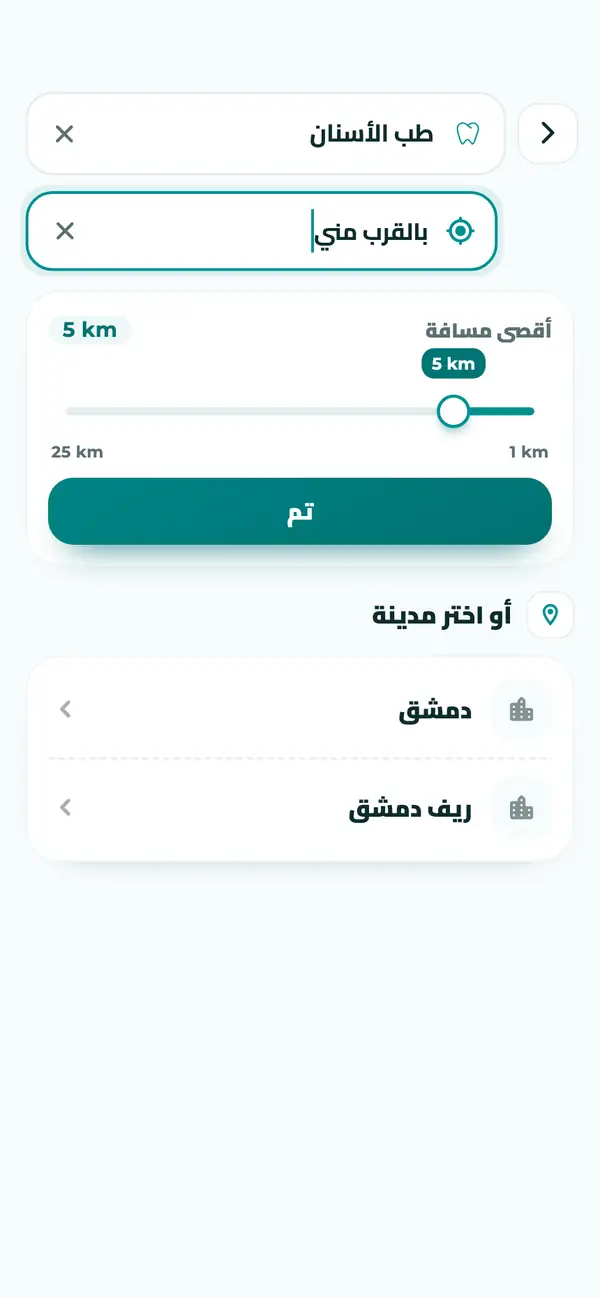 طب الأسنان
بالقرب مني
أقصى مسافة 5 km
5 km
1 km 25 km
تم
أو اختر مدينة
دمشق
ريف دمشق